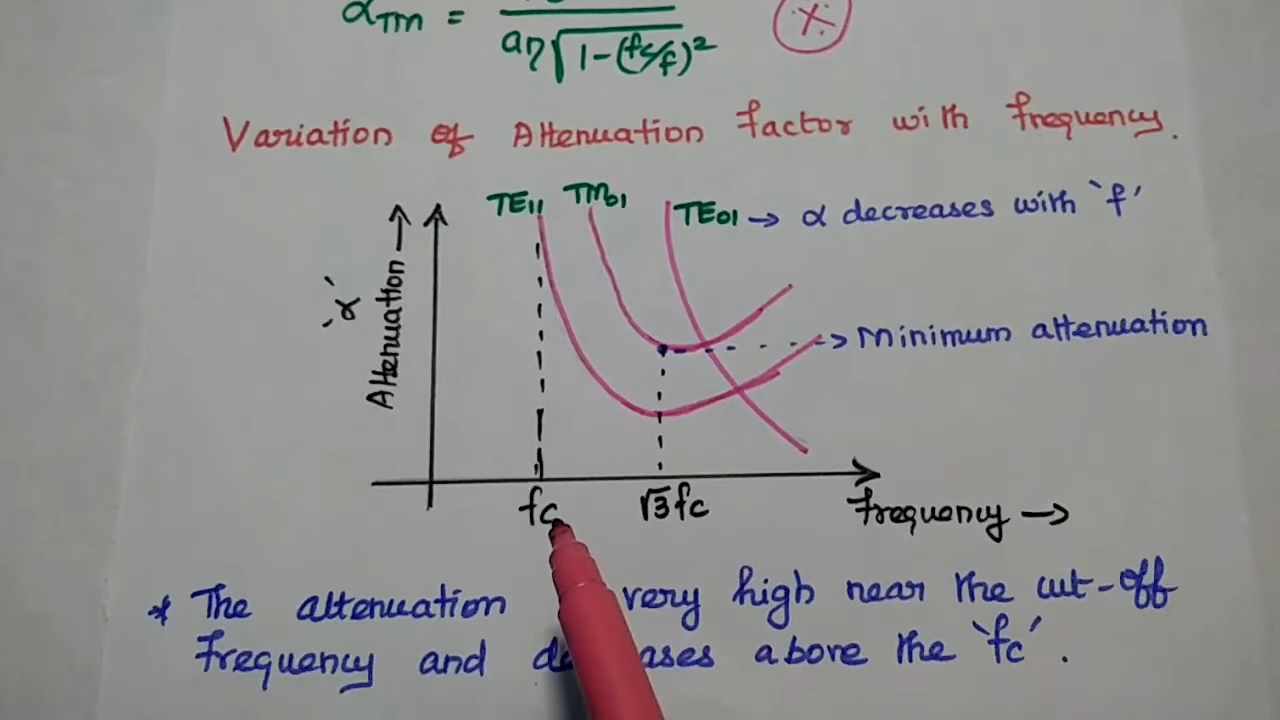 αTM =
aη√1-(fc/f)²
Variation of Attenuation factor with frequency.
TE11 TM01 TE01 → α decreases with 'f'
'α'
Attenuation →
→ Minimum attenuation
fc √3fc frequency →
* The attenuation very high near the cut-off
frequency and above the 'fc'.